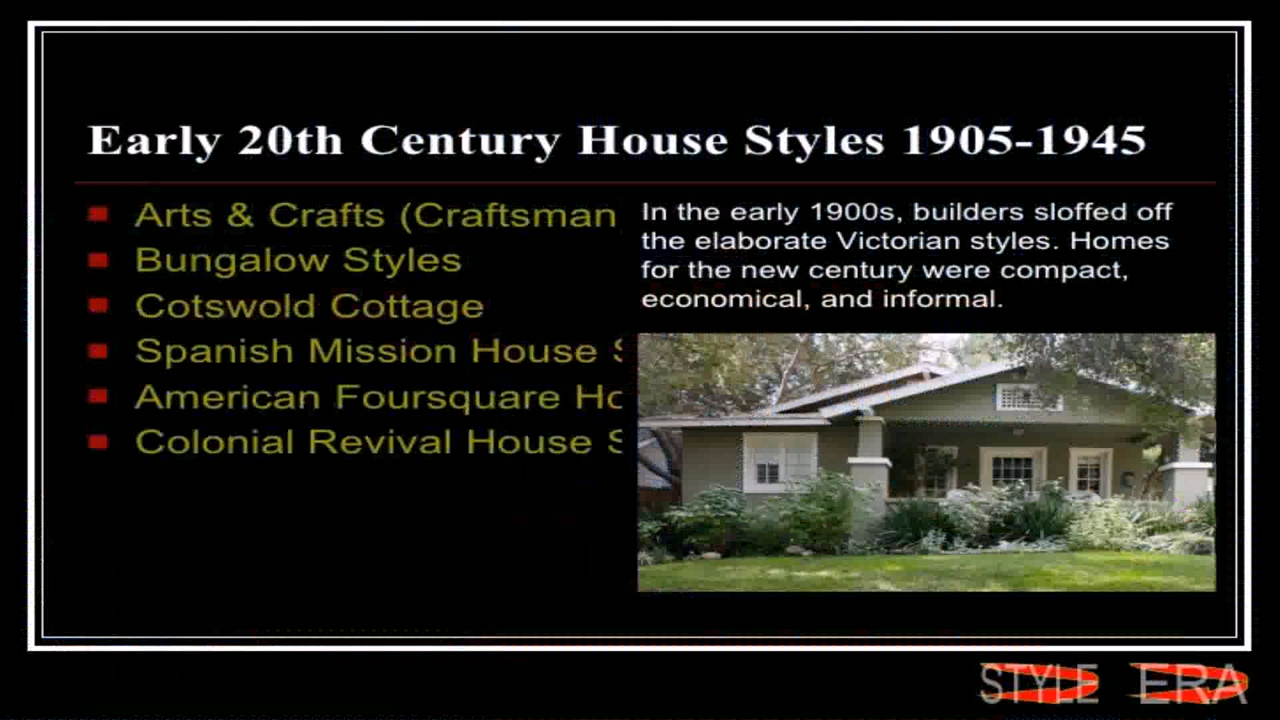 Early 20th Century House Styles 1905-1945
Arts & Crafts (Craftsman
Bungalow Styles
Cotswold Cottage
Spanish Mission House
American Foursquare Ho
Colonial Revival House
In the early 1900s, builders sloffed off
the elaborate Victorian styles. Homes
for the new century were compact,
economical, and informal.
STYLE ERA